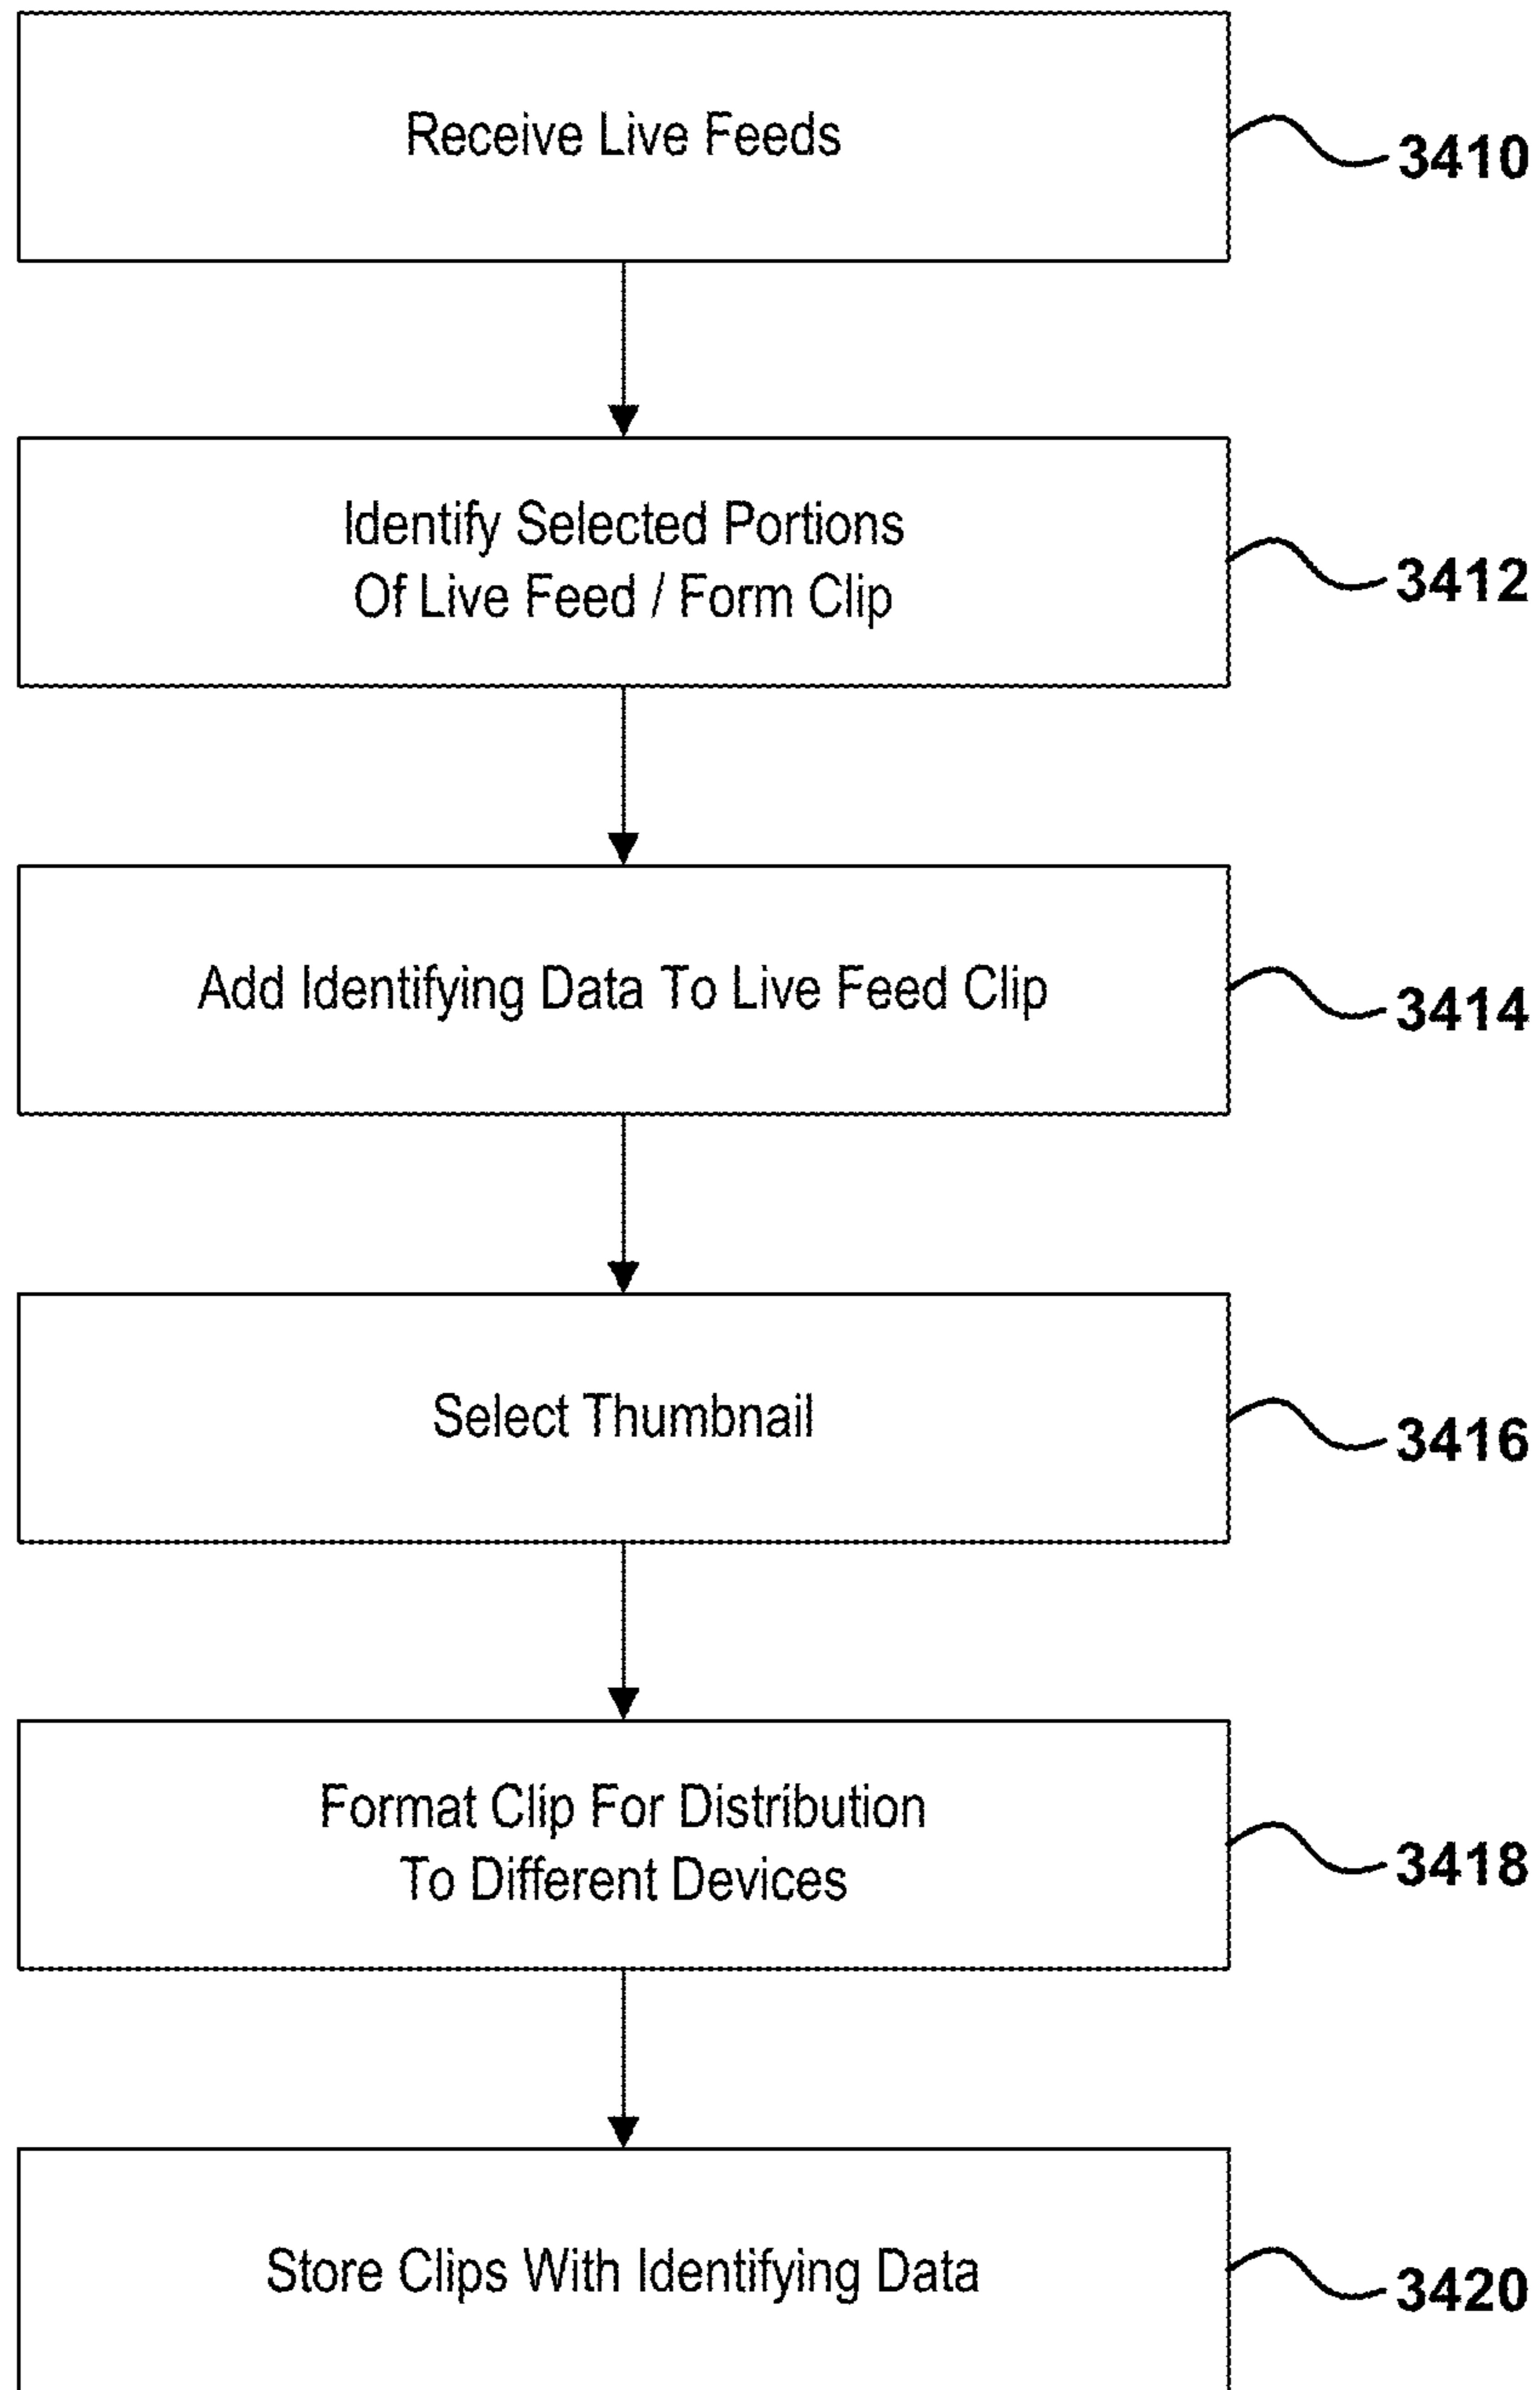 Receive Live Feeds
3410
Identify Selected Portions
Of Live Feed / Form Clip
3412
Add Identifying Data To Live Feed Clip
3414
Select Thumbnail
3416
Format Clip For Distribution
To Different Devices
3418
Store Clips With Identifying Data
3420